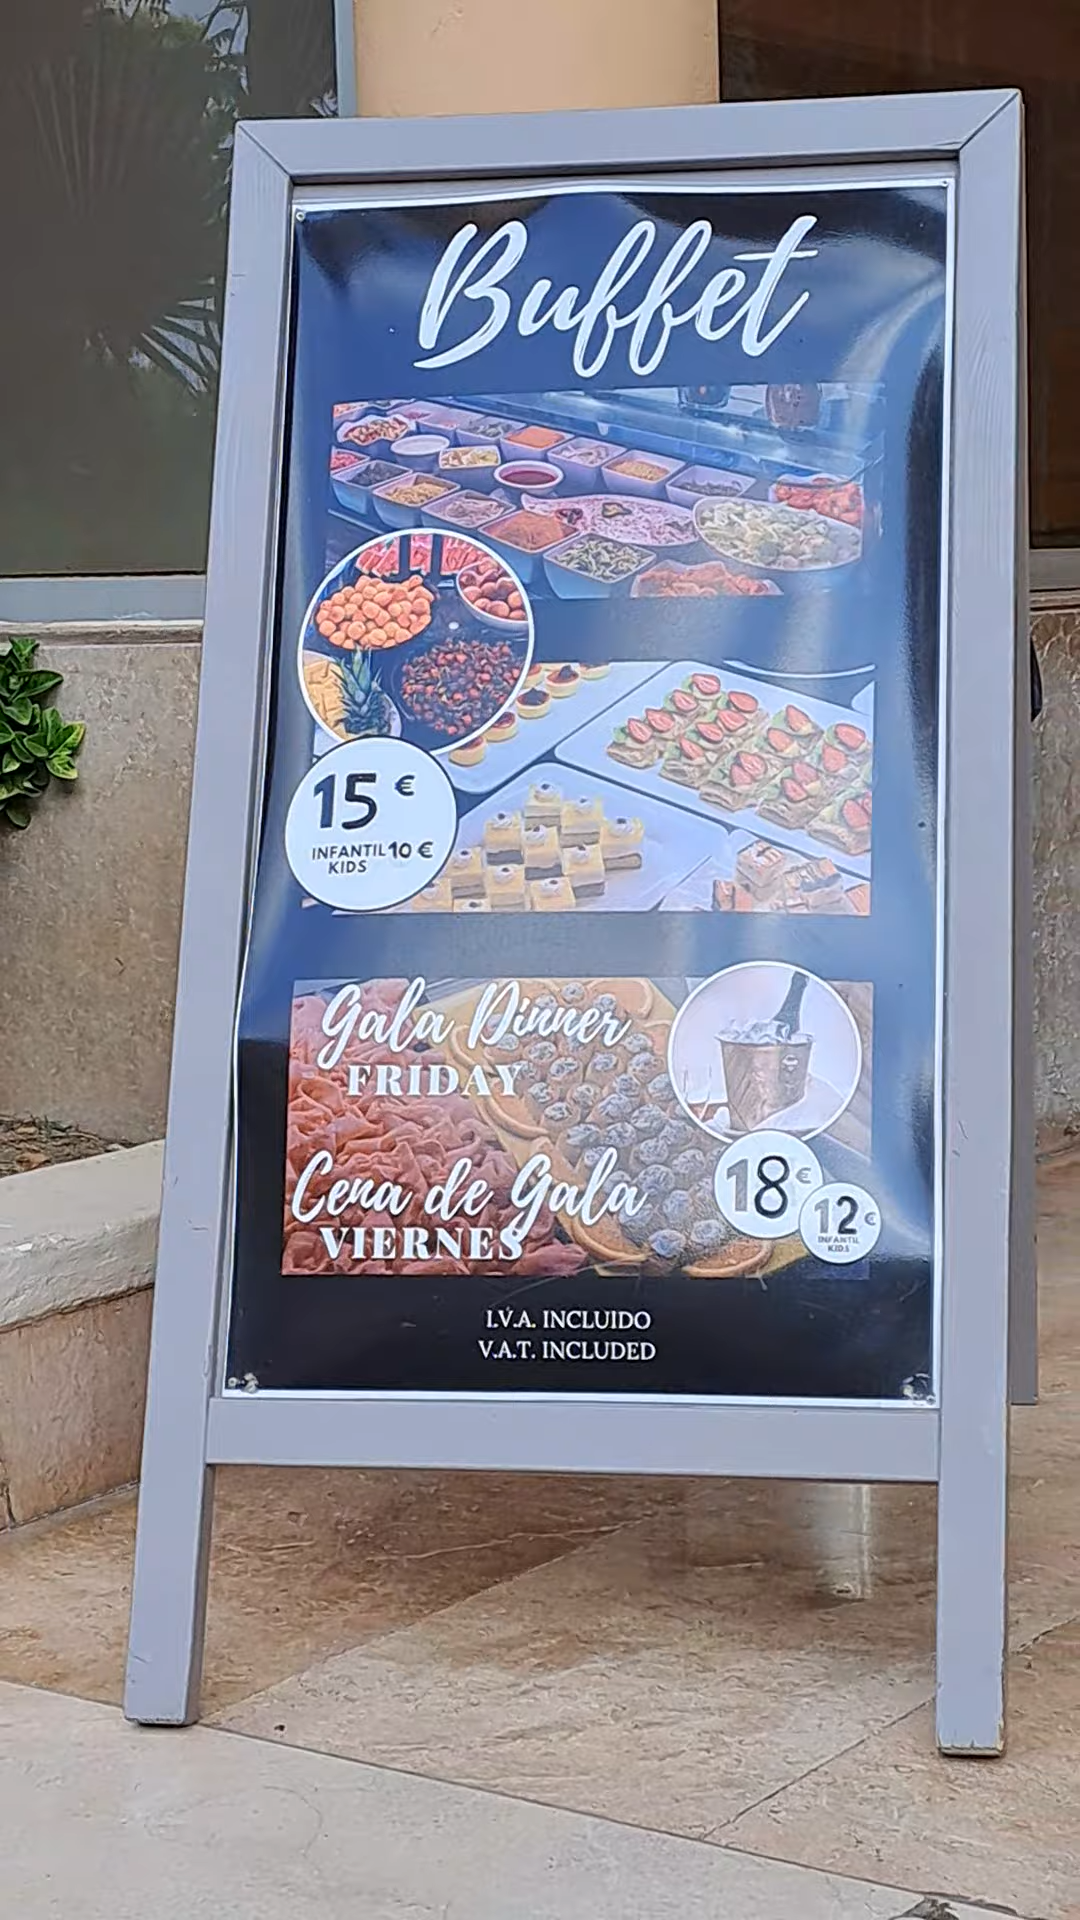 Buffet
15 €
INFANTIL 10 €
KIDS
Gala Dinner
FRIDAY
Cena de Gala
VIERNES
18 €
12 €
INFANTIL
KIDS
I.V.A. INCLUIDO
V.A.T. INCLUDED